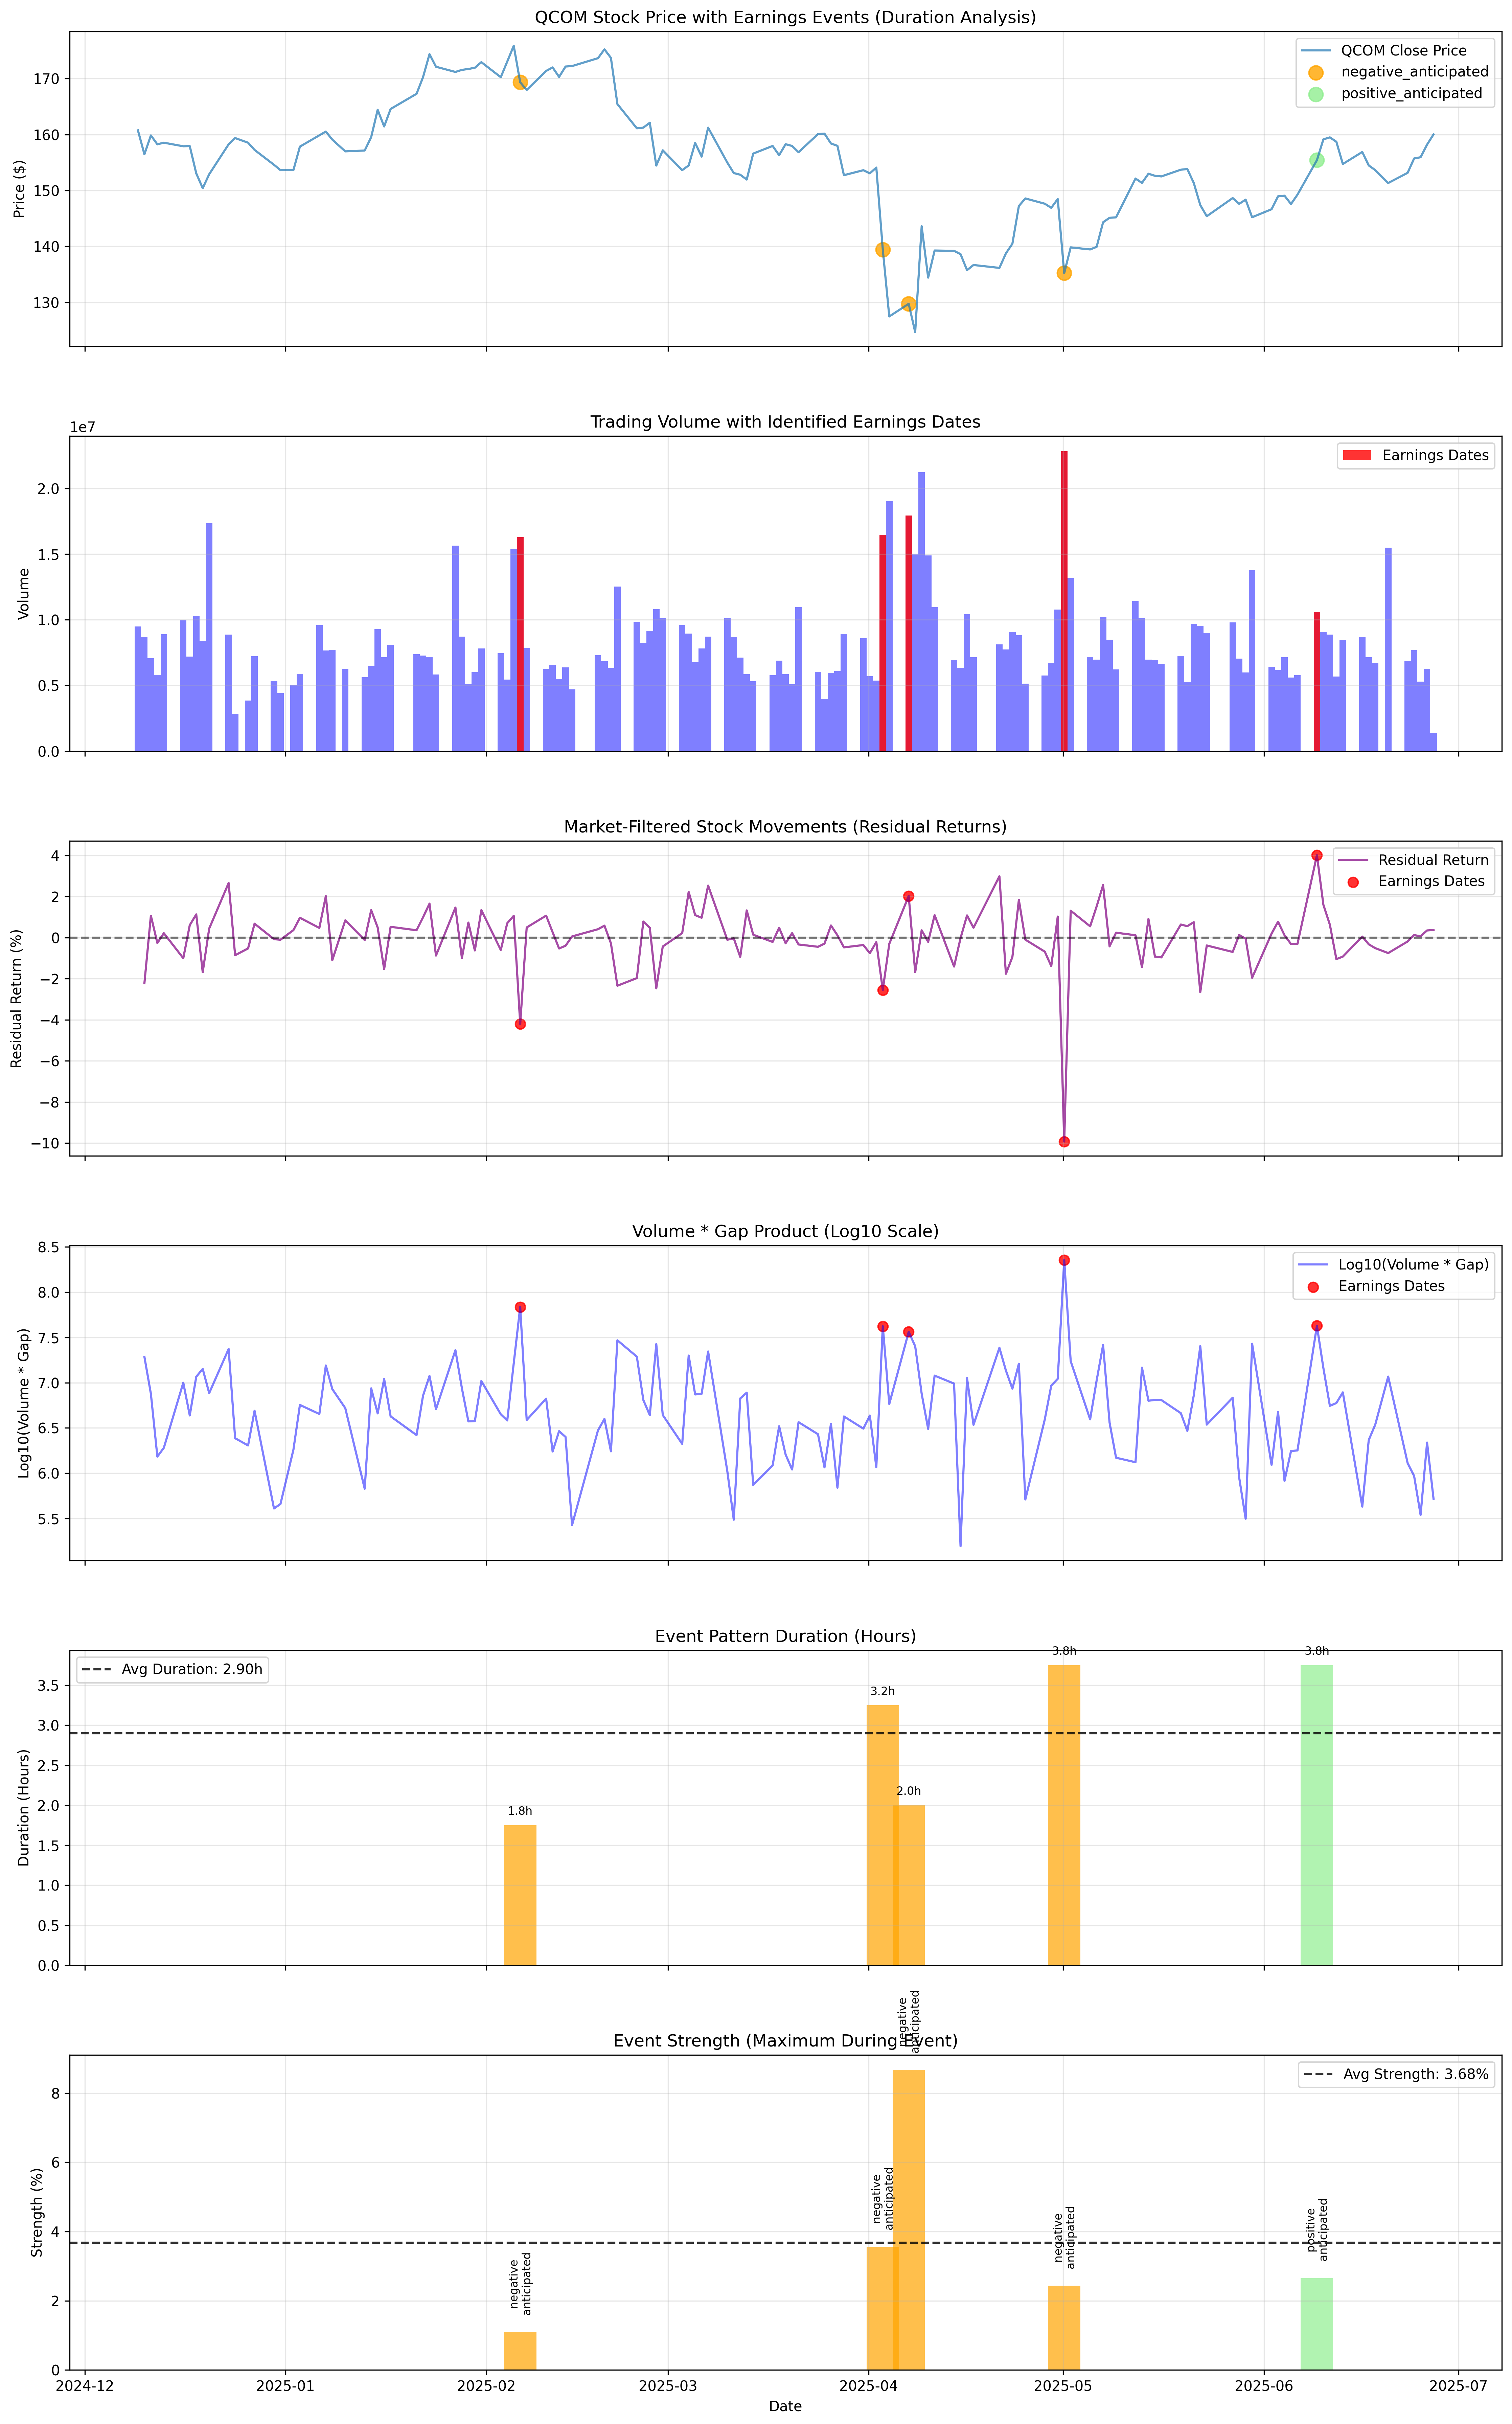 QCOM Stock Price with Earnings Events (Duration Analysis)
QCOM Close Price
negative_anticipated
positive_anticipated
Price ($)
170
160
150
140
130
Trading Volume with Identified Earnings Dates
1e7
Earnings Dates
Volume
2.0
1.5
1.0
0.5
0.0
Market-Filtered Stock Movements (Residual Returns)
Residual Return
Earnings Dates
Residual Return (%)
4
2
0
−2
−4
−6
−8
−10
Volume * Gap Product (Log10 Scale)
Log10(Volume * Gap)
Earnings Dates
Log10(Volume * Gap)
8.5
8.0
7.5
7.0
6.5
6.0
5.5
Event Pattern Duration (Hours)
Avg Duration: 2.90h
Duration (Hours)
3.5
3.0
2.5
2.0
1.5
1.0
0.5
0.0
1.8h
3.2h
2.0h
3.8h
3.8h
Event Strength (Maximum During Event)
Avg Strength: 3.68%
Strength (%)
8
6
4
2
0
negative
anticipated
negative
anticipated
negative
anticipated
negative
anticipated
positive
anticipated
2024-12
2025-01
2025-02
2025-03
2025-04
2025-05
2025-06
2025-07
Date